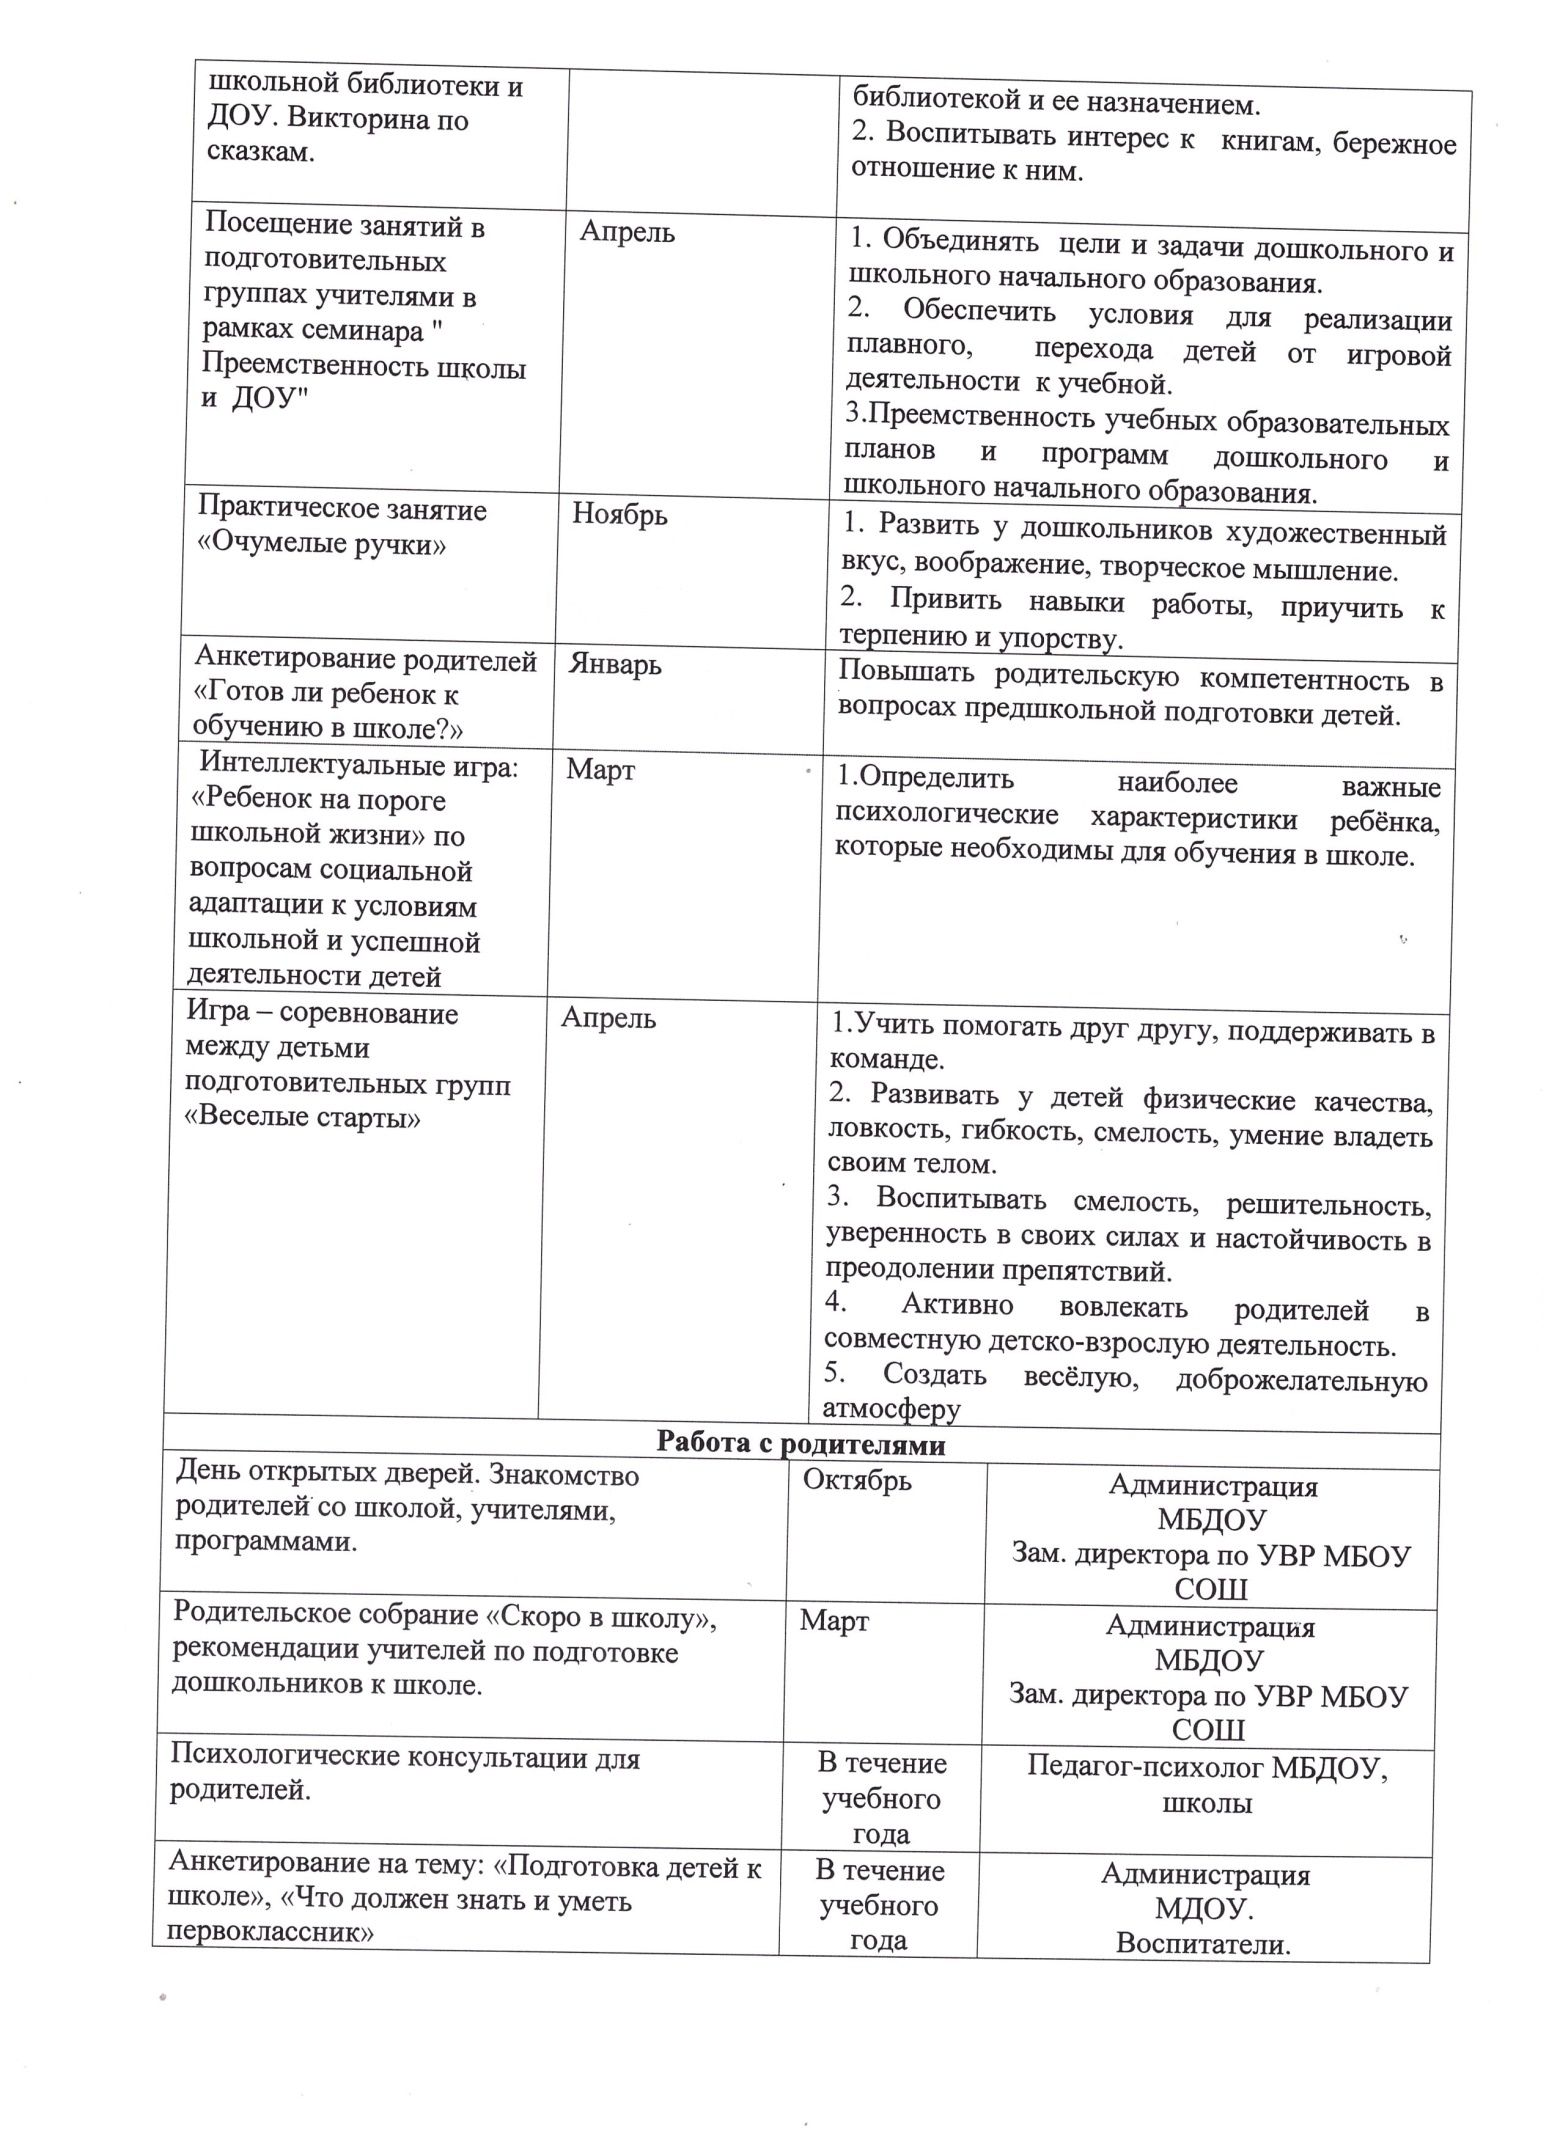 школьной библиотеки и
ДОУ. Викторина по
сказкам.
библиотекой и ее назначением.
2. Воспитывать интерес к книгам, бережное
отношение к ним.
Посещение занятий в
подготовительных
группах учителями в
рамках семинара "
Преемственность школы
и ДОУ"
Апрель
1. Объединять цели и задачи дошкольного и
школьного начального образования.
2. Обеспечить условия для реализации
плавного, перехода детей от игровой
деятельности к учебной.
3.Преемственность учебных образовательных
планов и программ дошкольного и
школьного начального образования.
Практическое занятие
«Очумелые ручки»
Ноябрь
1. Развить у дошкольников художественный
вкус, воображение, творческое мышление.
2. Привить навыки работы, приучить к
терпению и упорству.
Анкетирование родителей
«Готов ли ребенок к
обучению в школе?»
Январь
Повышать родительскую компетентность в
вопросах предшкольной подготовки детей.
Интеллектуальные игра:
«Ребенок на пороге
школьной жизни» по
вопросам социальной
адаптации к условиям
школьной и успешной
деятельности детей
Март
1.Определить наиболее важные
психологические характеристики ребёнка,
которые необходимы для обучения в школе.
Игра – соревнование
между детьми
подготовительных групп
«Веселые старты»
Апрель
1.Учить помогать друг другу, поддерживать в
команде.
2. Развивать у детей физические качества,
ловкость, гибкость, смелость, умение владеть
своим телом.
3. Воспитывать смелость, решительность,
уверенность в своих силах и настойчивость в
преодолении препятствий.
4. Активно вовлекать родителей в
совместную детско-взрослую деятельность.
5. Создать весёлую, доброжелательную
атмосферу
Работа с родителями
День открытых дверей. Знакомство
родителей со школой, учителями,
программами.
Октябрь
Администрация
МБДОУ
Зам. директора по УВР МБОУ
СОШ
Родительское собрание «Скоро в школу»,
рекомендации учителей по подготовке
дошкольников к школе.
Март
Администрация
МБДОУ
Зам. директора по УВР МБОУ
СОШ
Психологические консультации для
родителей.
В течение
учебного
года
Педагог-психолог МБДОУ,
школы
Анкетирование на тему: «Подготовка детей к
школе», «Что должен знать и уметь
первоклассник»
В течение
учебного
года
Администрация
МДОУ.
Воспитатели.